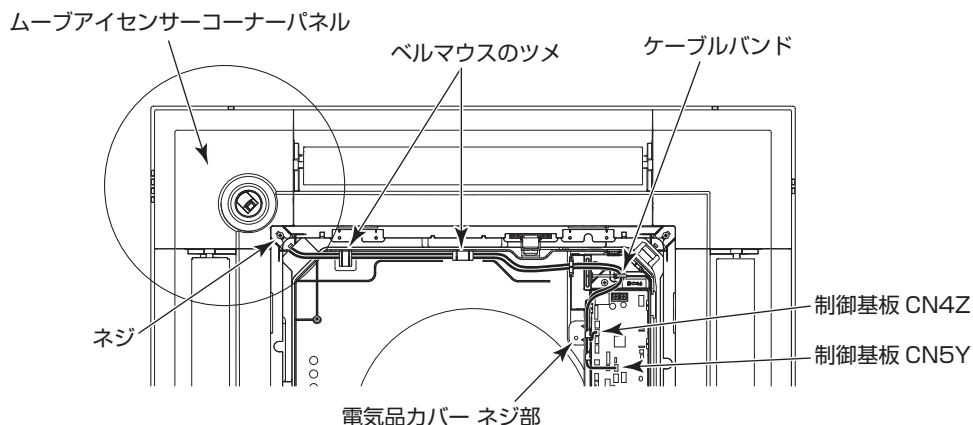 ムーブアイセンサーコーナーパネル
ベルマウスのツメ
ケーブルバンド
制御基板 CN4Z
ネジ
制御基板 CN5Y
電気品カバー ネジ部